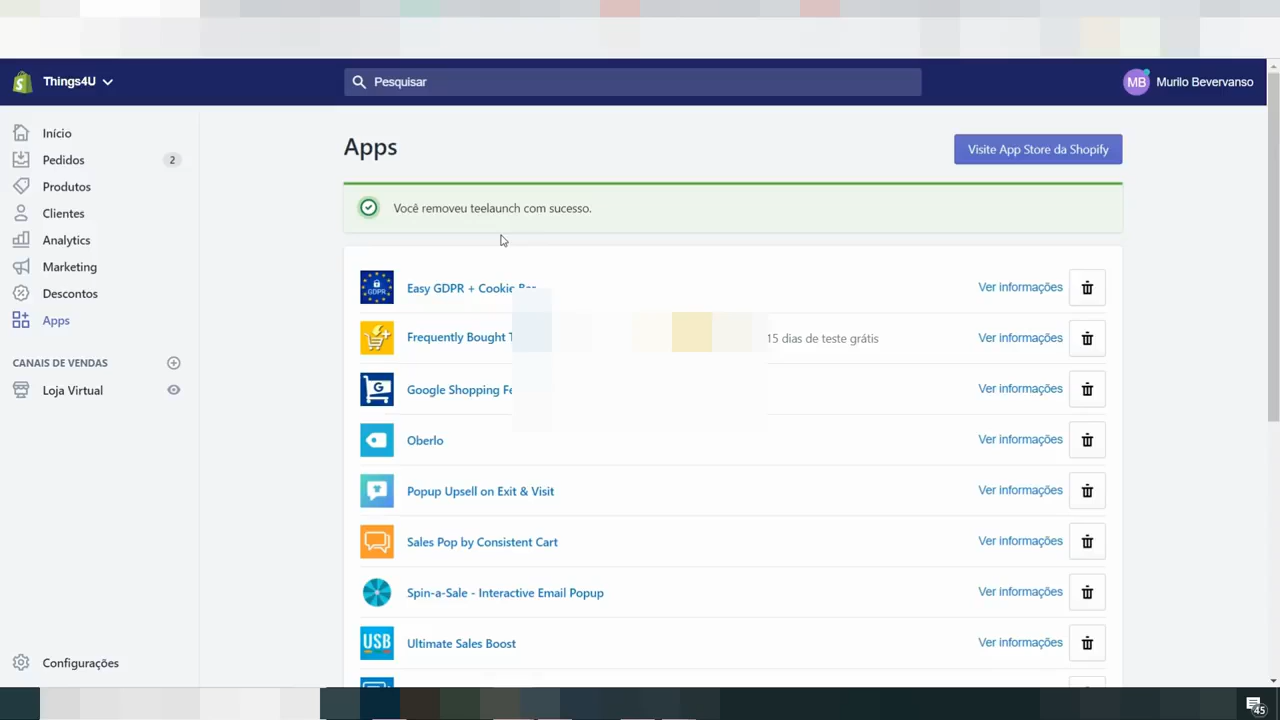 Things4U
Pesquisar
MB
Murilo Bevervanso
Início
Pedidos
2
Produtos
Clientes
Analytics
Marketing
Descontos
Apps
CANAIS DE VENDAS
Loja Virtual
Configurações
Apps
Visite App Store da Shopify
Você removeu teelaunch com sucesso.
GDPR
Easy GDPR + Cookie
Ver informações
Frequently Bought
15 dias de teste grátis
Ver informações
G
Google Shopping
Ver informações
Oberlo
Ver informações
Popup Upsell on Exit & Visit
Ver informações
Sales Pop by Consistent Cart
Ver informações
Spin-a-Sale - Interactive Email Popup
Ver informações
USB
Ultimate Sales Boost
Ver informações
45